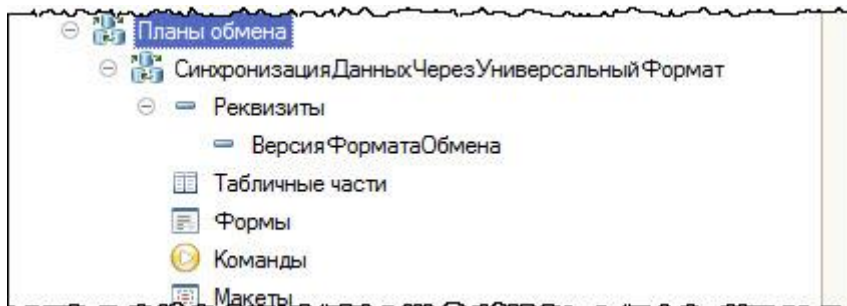 Планы обмена
СинхронизацияДанныхЧерезУниверсальныйФормат
Реквизиты
ВерсияФорматаОбмена
Табличные части
Формы
Команды
Макеты